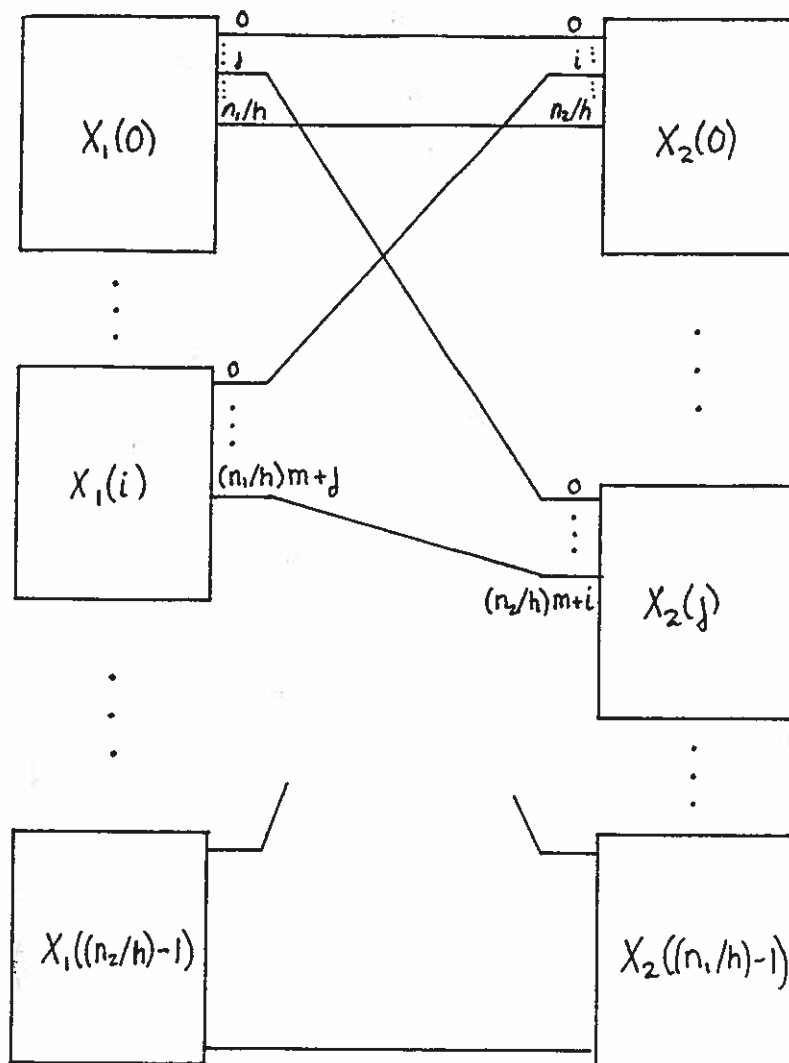 0 0
j i
n₁/h n₂/h
X₁(0) X₂(0)
0
X₁(i) (n₁/h)m+j 0
(n₂/h)m+i X₂(j)
X₁((n₂/h)-1) X₂((n₁/h)-1)